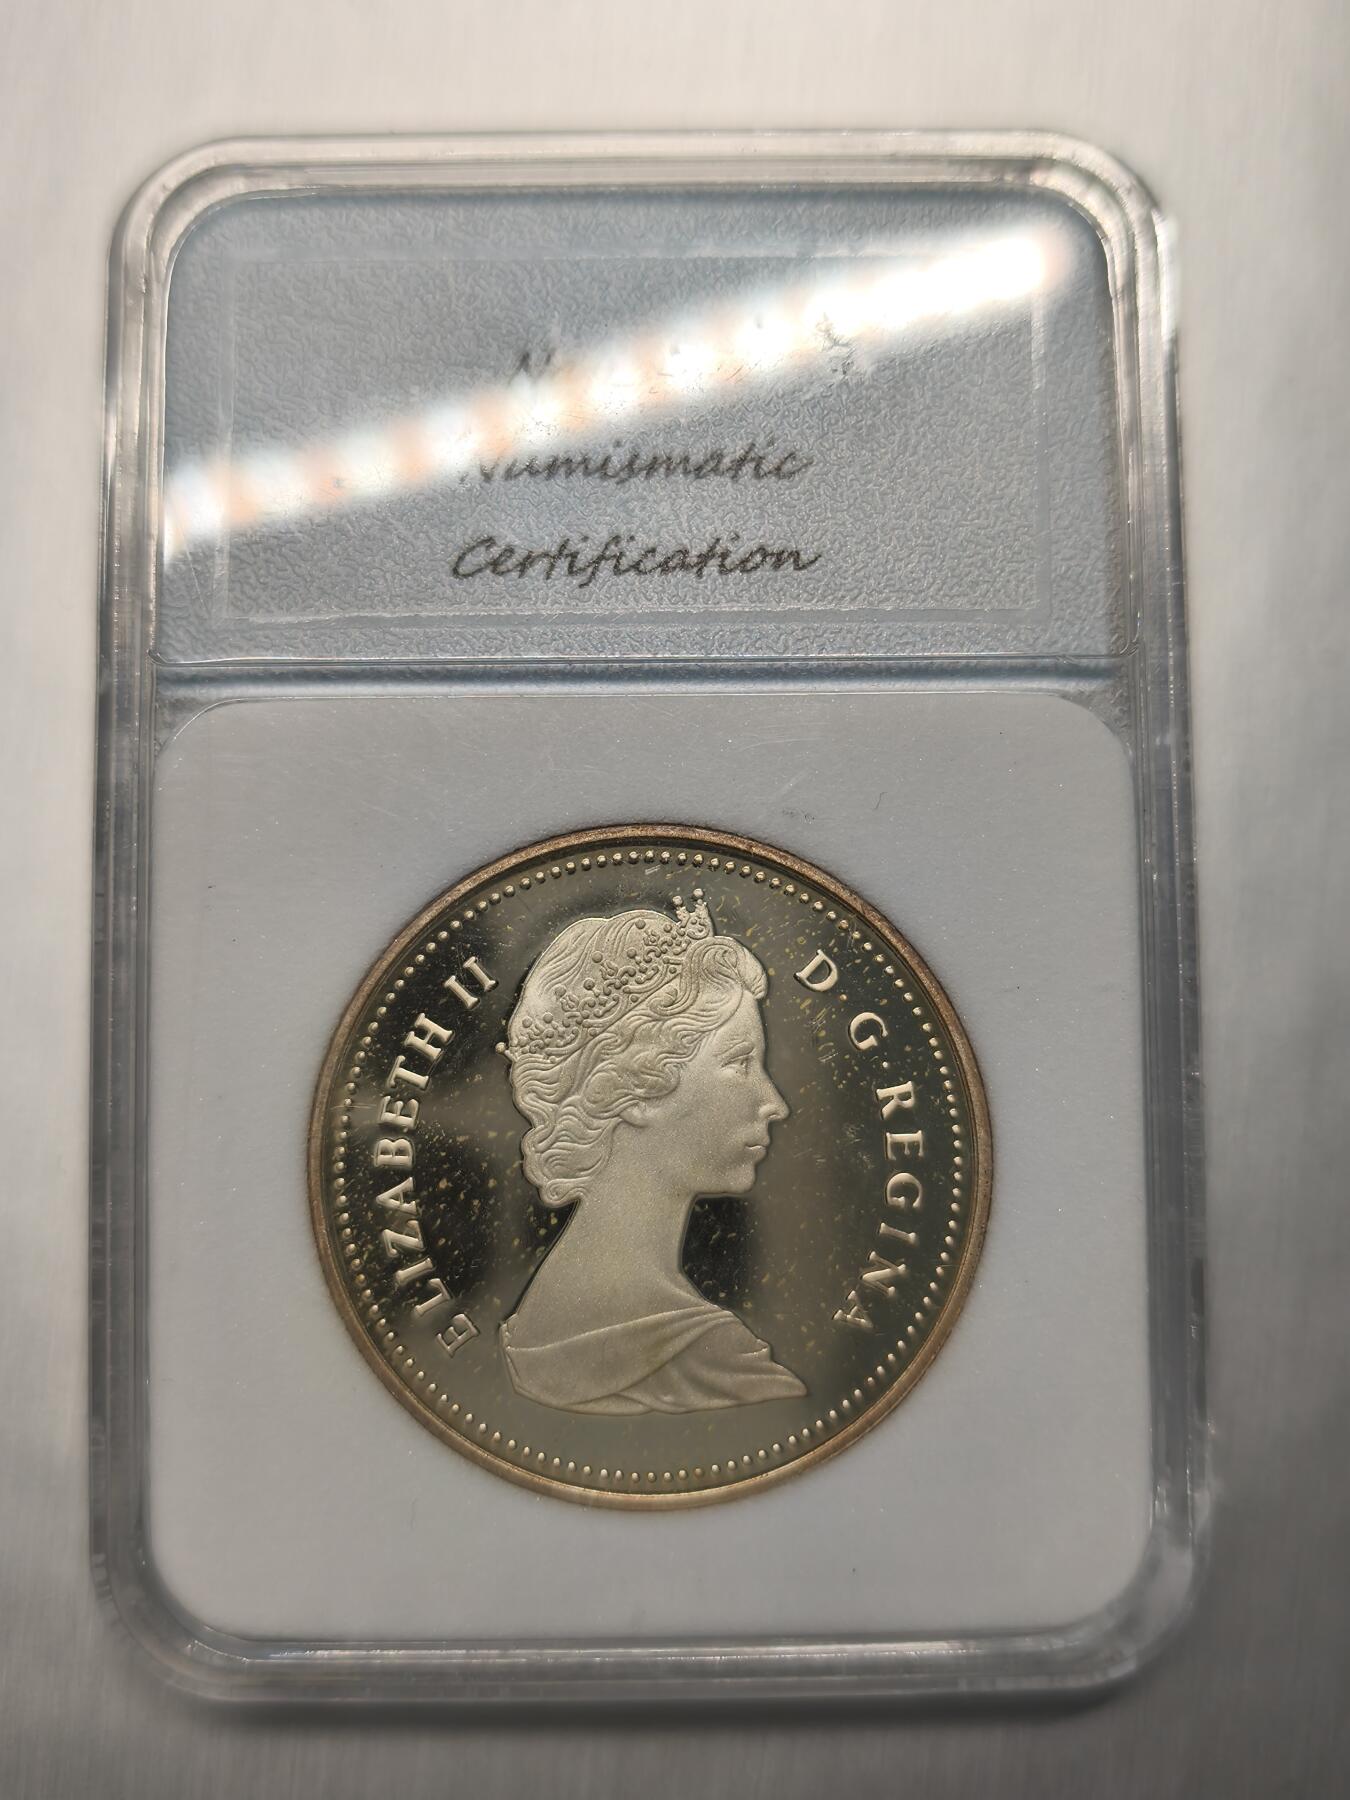 Numismatic
Certification
ELIZABETH II D·G·REGINA